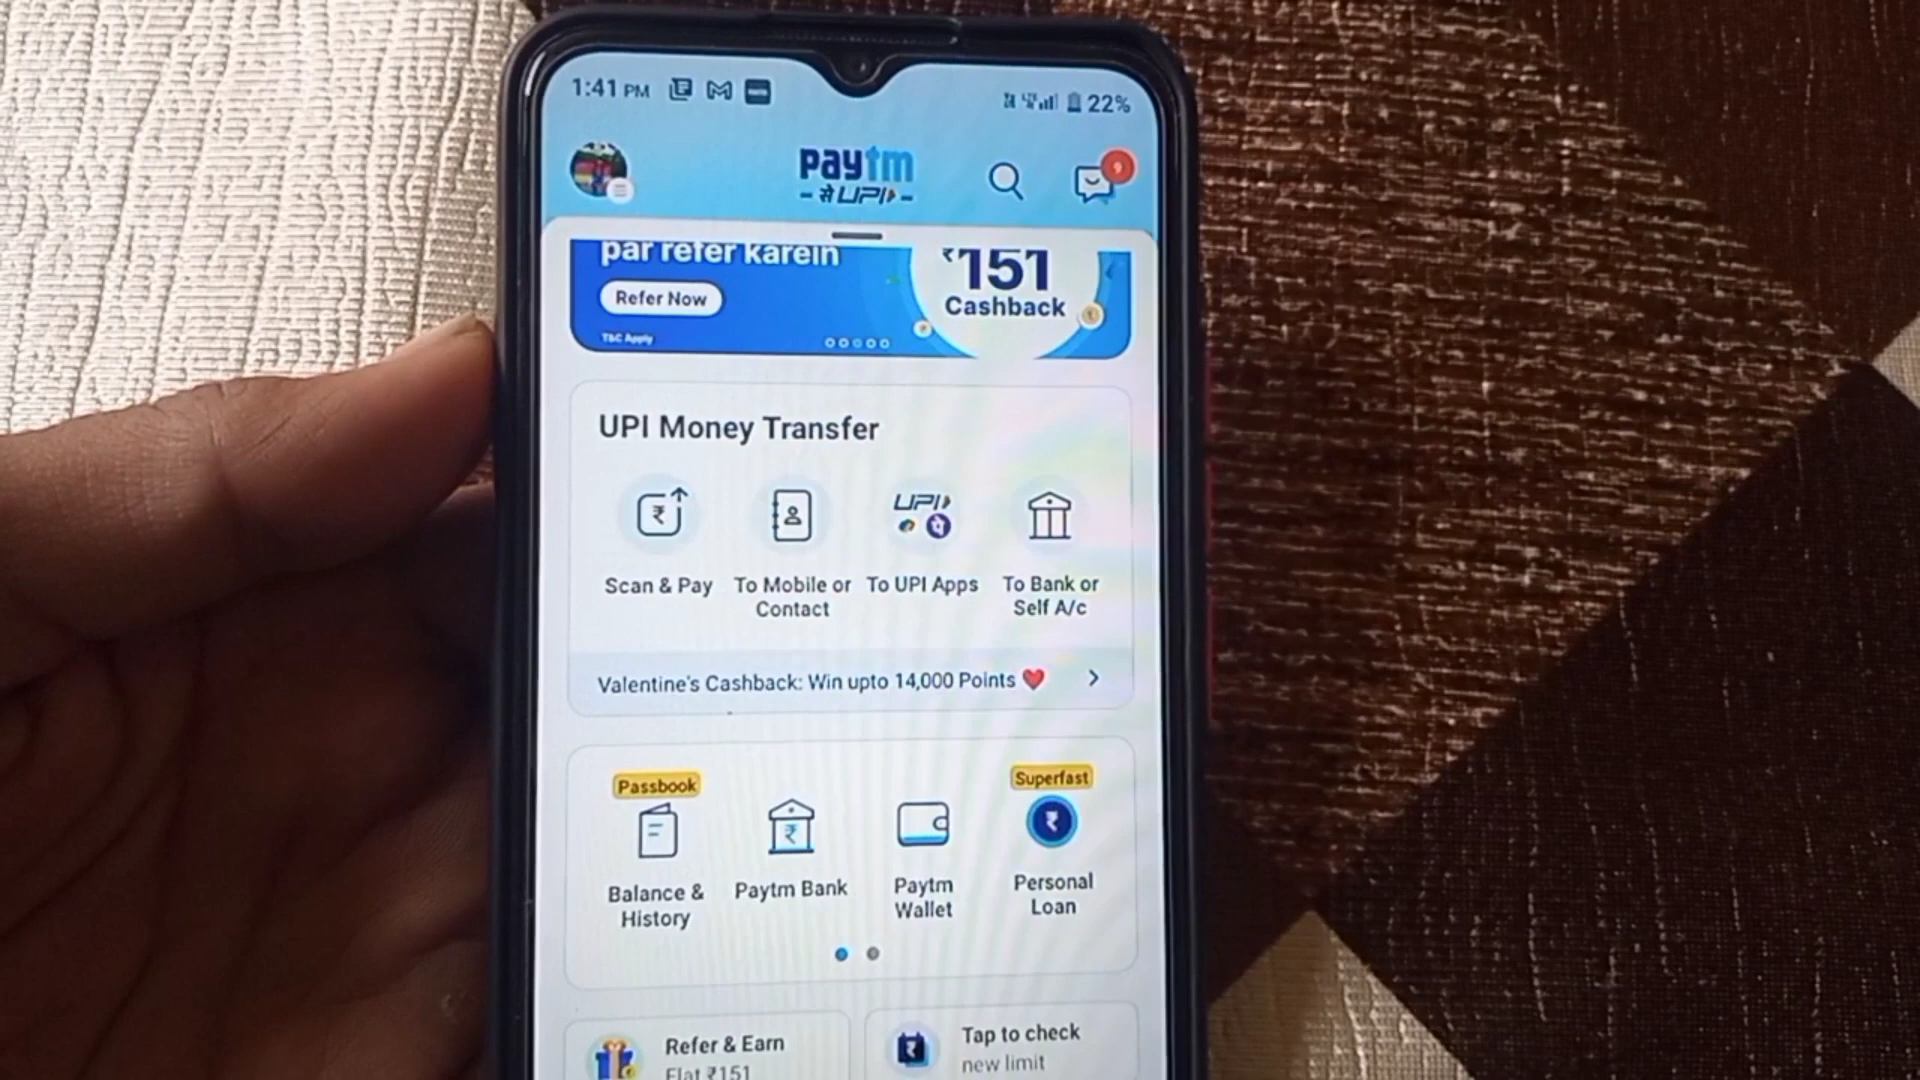 1:41 PM
22%
paytm
9
से UPI
par refer karein
₹151
Refer Now
Cashback
T&C Apply
UPI Money Transfer
UPI
₹
Scan & Pay
To Mobile or
Contact
To UPI Apps
To Bank or
Self A/c
Valentine's Cashback: Win upto 14,000 Points ❤️ >
Passbook
Superfast
₹
₹
Balance &
History
Paytm Bank
Paytm
Wallet
Personal
Loan
Refer & Earn
Flat ₹151
₹
Tap to check
new limit